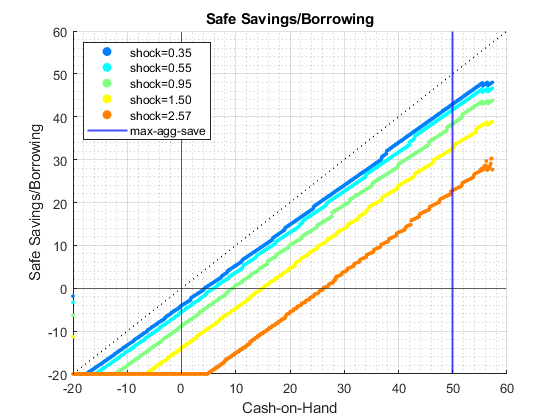 Safe Savings/Borrowing
60
50
40
30
20
10
0
-10
-20
Safe Savings/Borrowing
shock=0.35
shock=0.55
shock=0.95
shock=1.50
shock=2.57
max-agg-save
-20
-10
0
10
20
30
40
50
60
Cash-on-Hand